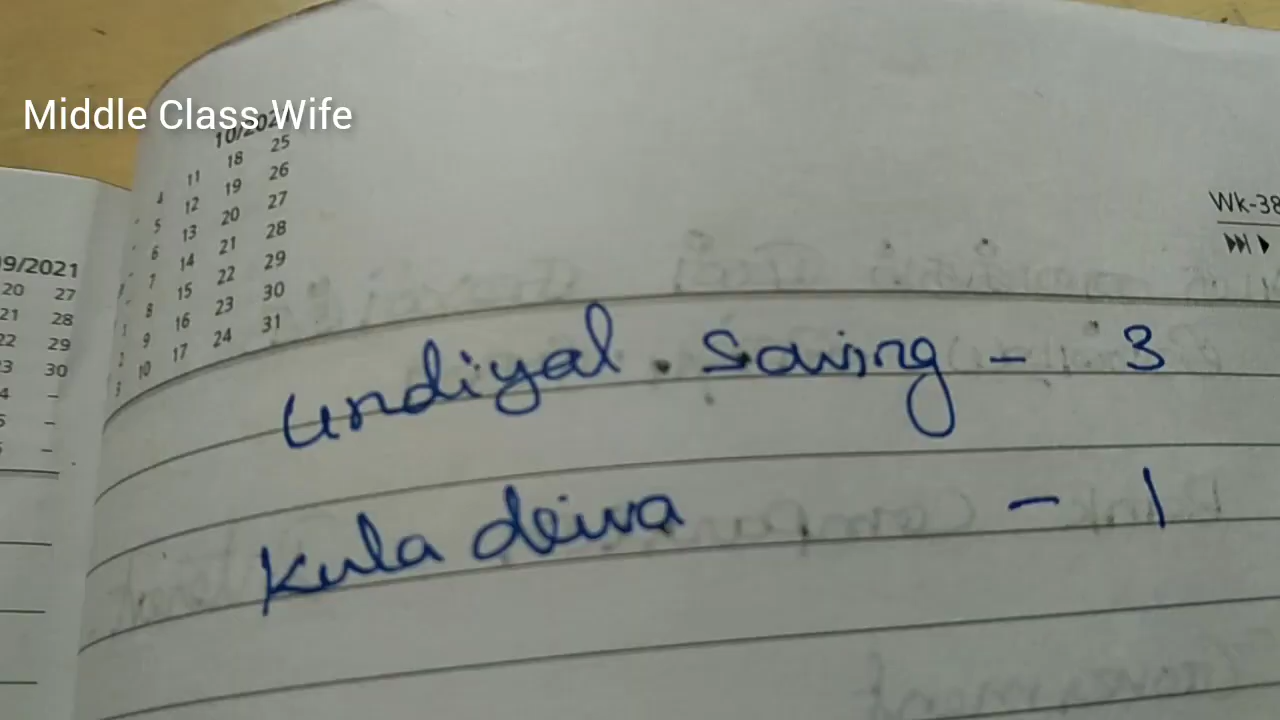 Middle Class Wife
10/202
4 11 18 25
5 12 19 26
6 13 20 27
7 14 21 28
8 15 22 29
9 16 23 30
10 17 24 31
9/2021
20 27
21 28
22 29
23 30
Wk-38
undiyal. Saving - 3
Kula deiva - 1